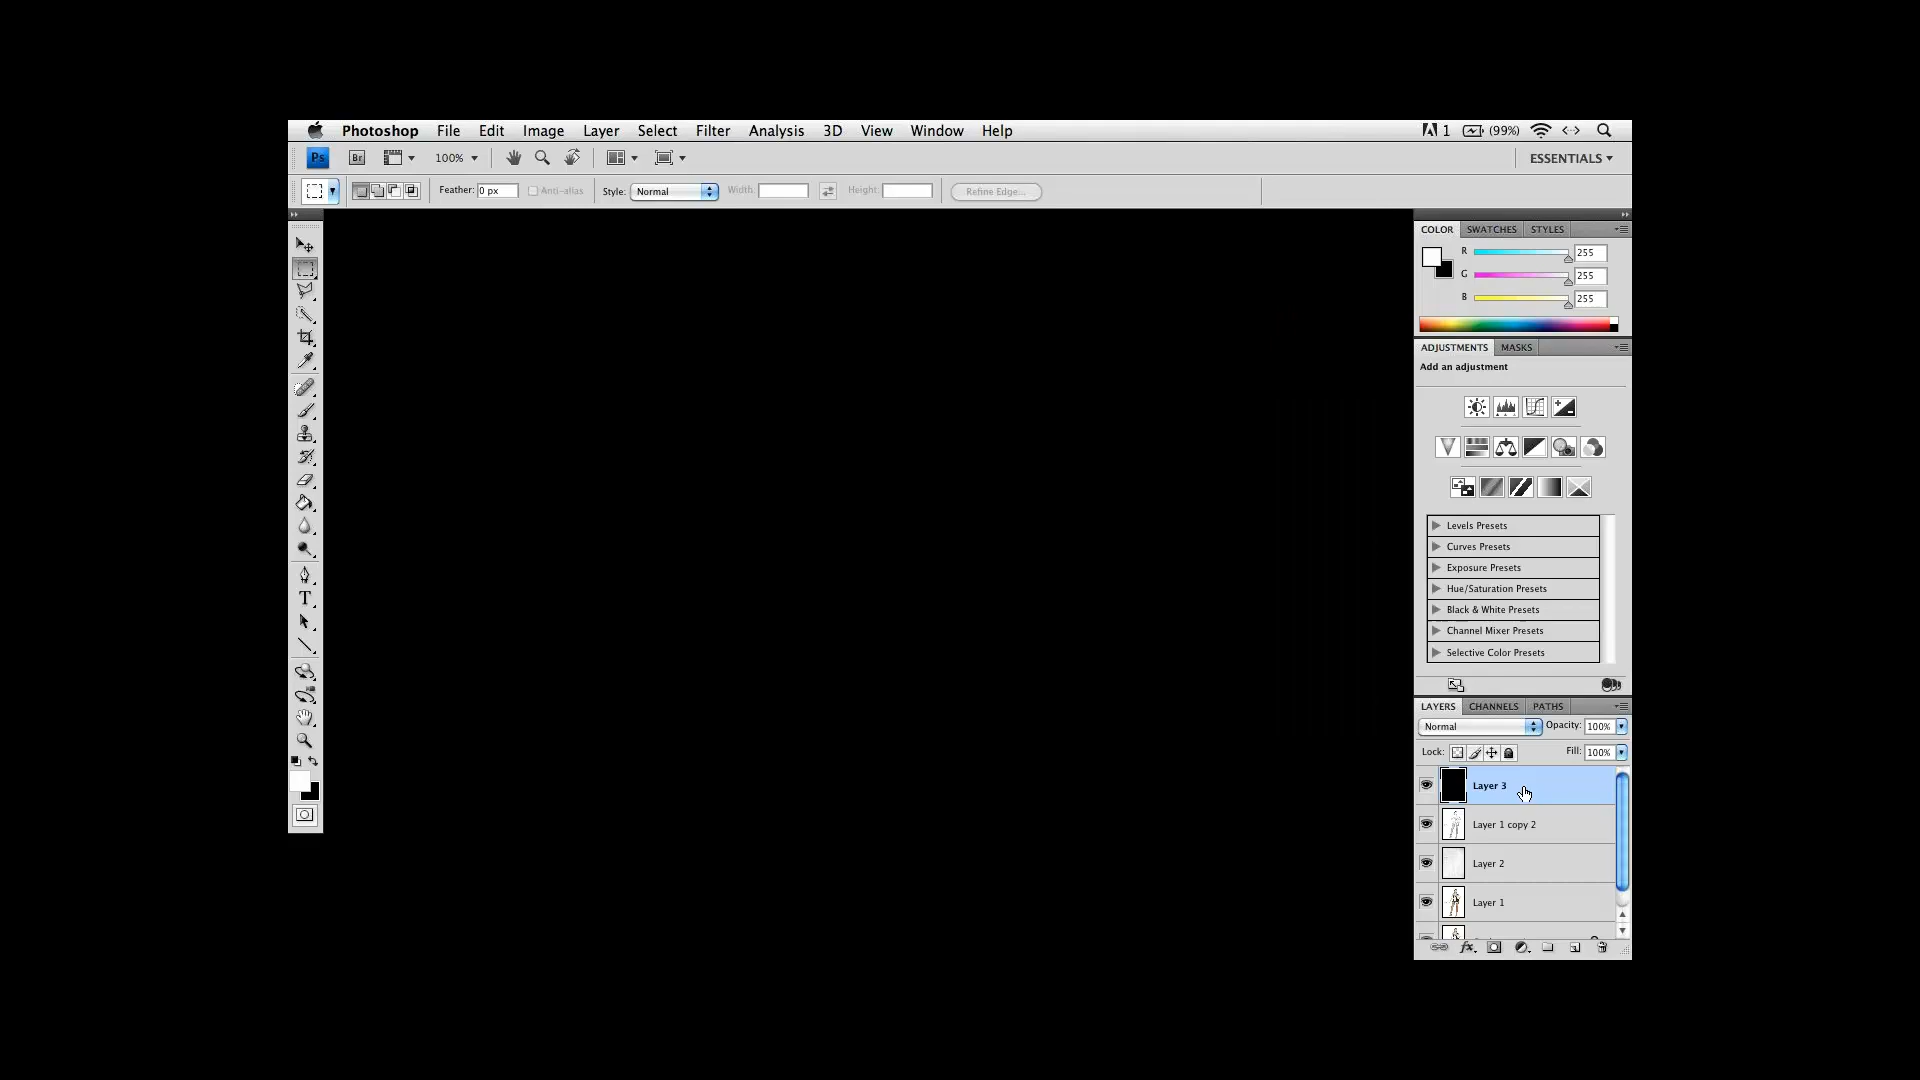 Photoshop File Edit Image Layer Select Filter Analysis 3D View Window Help 1 (99%)
Ps Br 100% ESSENTIALS
Feather: 0 px Anti-alias Style: Normal Width: Height: Refine Edge...
COLOR SWATCHES STYLES
R 255
G 255
B 255
ADJUSTMENTS MASKS
Add an adjustment
Levels Presets
Curves Presets
Exposure Presets
Hue/Saturation Presets
Black & White Presets
Channel Mixer Presets
Selective Color Presets
LAYERS CHANNELS PATHS
Normal Opacity: 100%
Lock: Fill: 100%
Layer 3
Layer 1 copy 2
Layer 2
Layer 1
fx
T